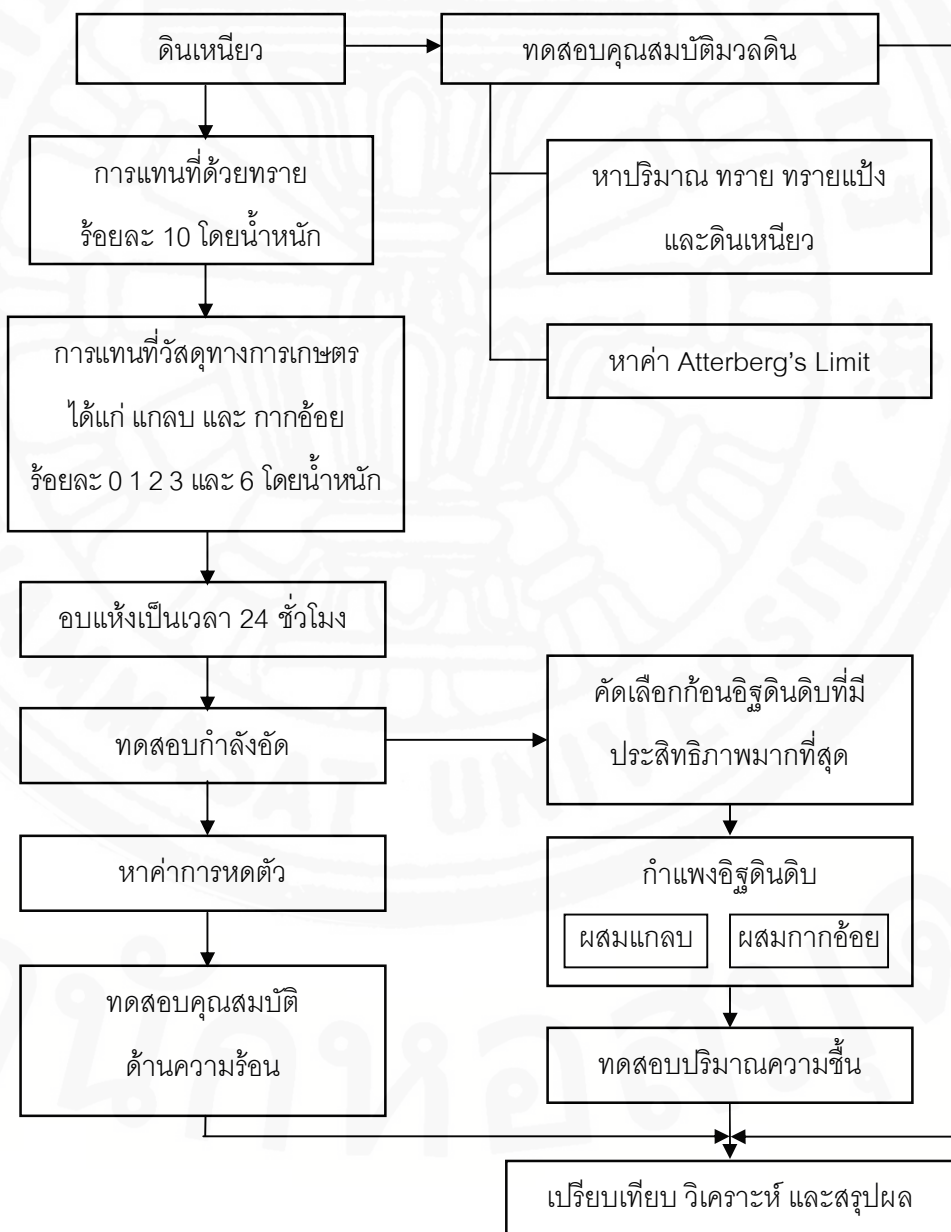 ดินเหนียว
ทดสอบคุณสมบัติมวลดิน
การแทนที่ด้วยทราย
ร้อยละ 10 โดยน้ำหนัก
หาปริมาณ ทราย ทรายแป้ง
และดินเหนียว
การแทนที่วัสดุทางการเกษตร
ได้แก่ แกลบ และ กากอ้อย
ร้อยละ 0 1 2 3 และ 6 โดยน้ำหนัก
หาค่า Atterberg's Limit
อบแห้งเป็นเวลา 24 ชั่วโมง
ทดสอบกำลังอัด
คัดเลือกก้อนอิฐดินดิบที่มี
ประสิทธิภาพมากที่สุด
หาค่าการหดตัว
กำแพงอิฐดินดิบ
ผสมแกลบ
ผสมกากอ้อย
ทดสอบคุณสมบัติ
ด้านความร้อน
ทดสอบปริมาณความชื้น
เปรียบเทียบ วิเคราะห์ และสรุปผล